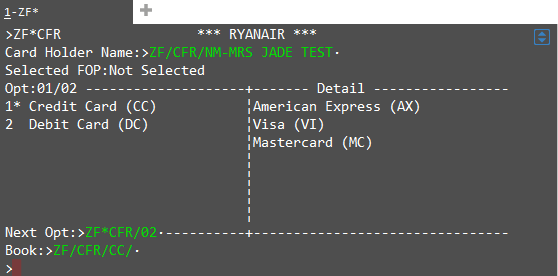 1-ZF*
>ZF*CFR *** RYANAIR ***
Card Holder Name:>ZF/CFR/NM-MRS JADE TEST·
Selected FOP:Not Selected
Opt:01/02 ---------------------+------- Detail -----------------
1* Credit Card (CC) ¦American Express (AX)
2 Debit Card (DC) ¦Visa (VI)
¦Mastercard (MC)
Next Opt:>ZF*CFR/02·-----------+--------------------------------
Book:>ZF/CFR/CC/·
>